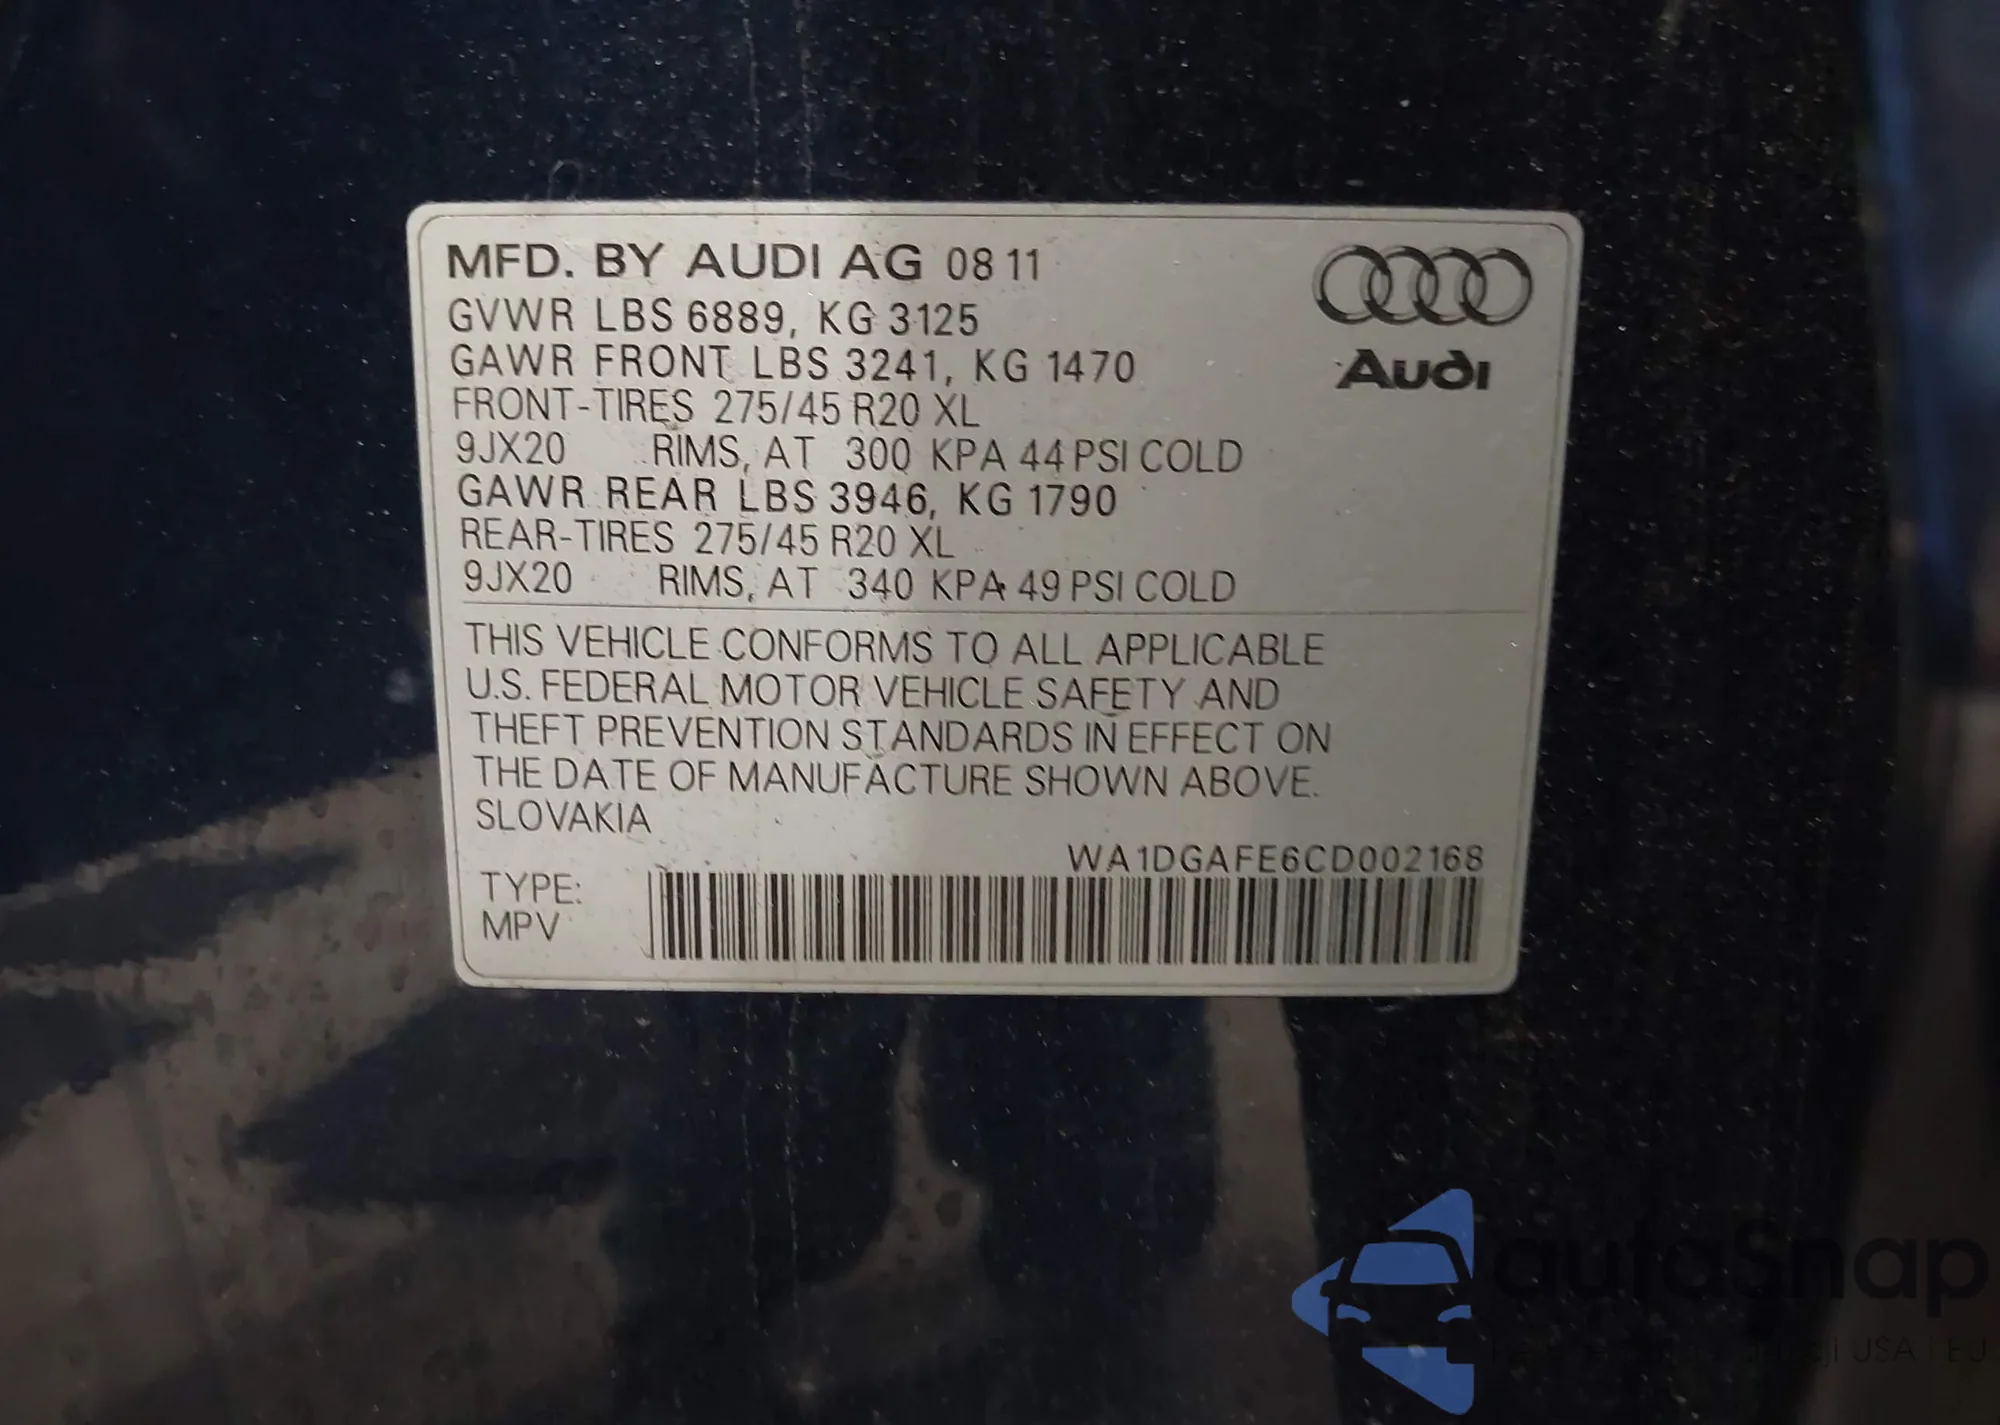 MFD. BY AUDI AG 08 11
GVWR LBS 6889, KG 3125
GAWR FRONT LBS 3241, KG 1470
FRONT-TIRES 275/45 R20 XL
9JX20 RIMS, AT 300 KPA 44 PSI COLD
GAWR REAR LBS 3946, KG 1790
REAR-TIRES 275/45 R20 XL
9JX20 RIMS, AT 340 KPA 49 PSI COLD
Audi
THIS VEHICLE CONFORMS TO ALL APPLICABLE
U.S. FEDERAL MOTOR VEHICLE SAFETY AND
THEFT PREVENTION STANDARDS IN EFFECT ON
THE DATE OF MANUFACTURE SHOWN ABOVE.
SLOVAKIA
WA1DGAFE6CD002168
TYPE:
MPV
autaSnap
USA i EU